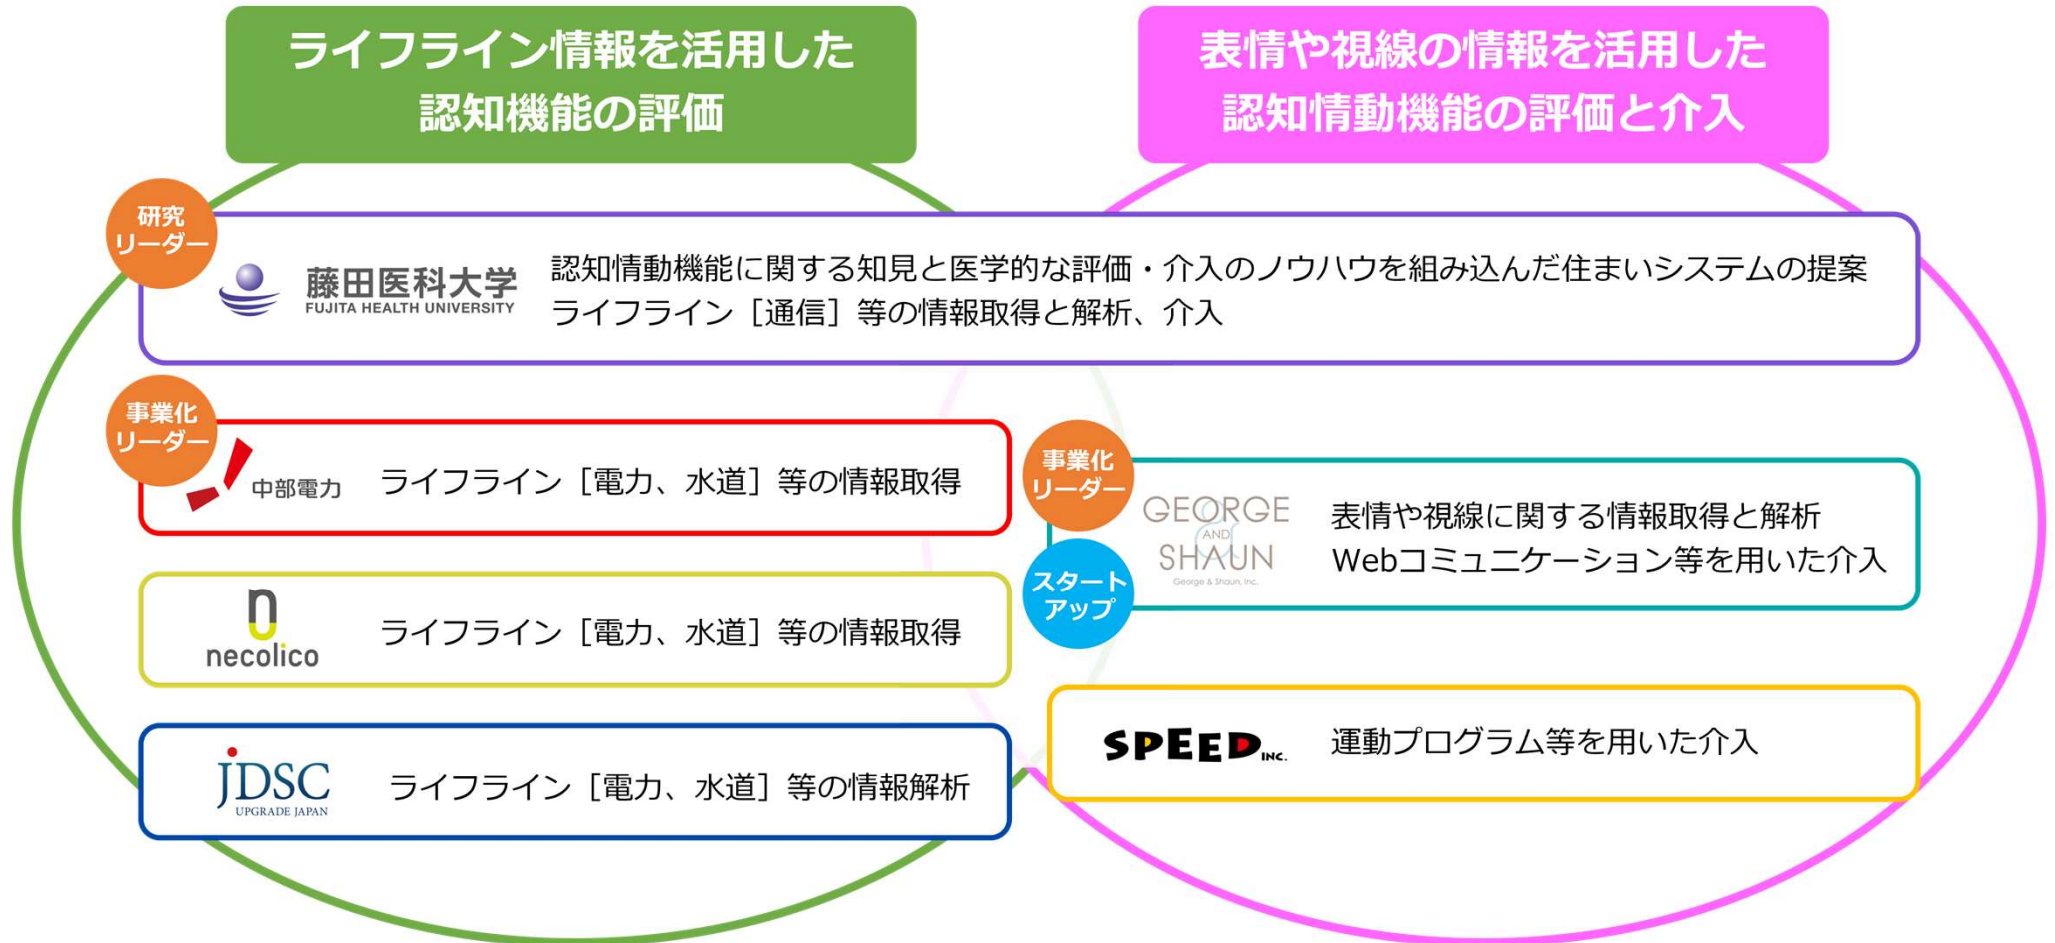 ライフライン情報を活用した
認知機能の評価
表情や視線の情報を活用した
認知情動機能の評価と介入
研究
リーダー
藤田医科大学
FUJITA HEALTH UNIVERSITY
認知情動機能に関する知見と医学的な評価・介入のノウハウを組み込んだ住まいシステムの提案
ライフライン［通信］等の情報取得と解析、介入
事業化
リーダー
中部電力
ライフライン［電力、水道］等の情報取得
necolico
ライフライン［電力、水道］等の情報取得
JDSC
UPGRADE JAPAN
ライフライン［電力、水道］等の情報解析
事業化
リーダー
スタート
アップ
GEORGE
AND
SHAUN
George & Shaun, Inc.
表情や視線に関する情報取得と解析
Webコミュニケーション等を用いた介入
SPEED INC.
運動プログラム等を用いた介入